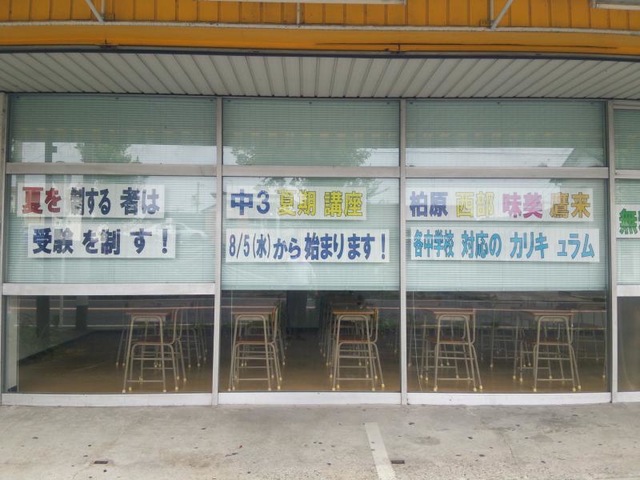 夏を制する者は
受験を制す！
中3夏期講座
8/5(水)から始まります！
柏原 西部 味美 鷹来
各中学校 対応の カリキュラム
無